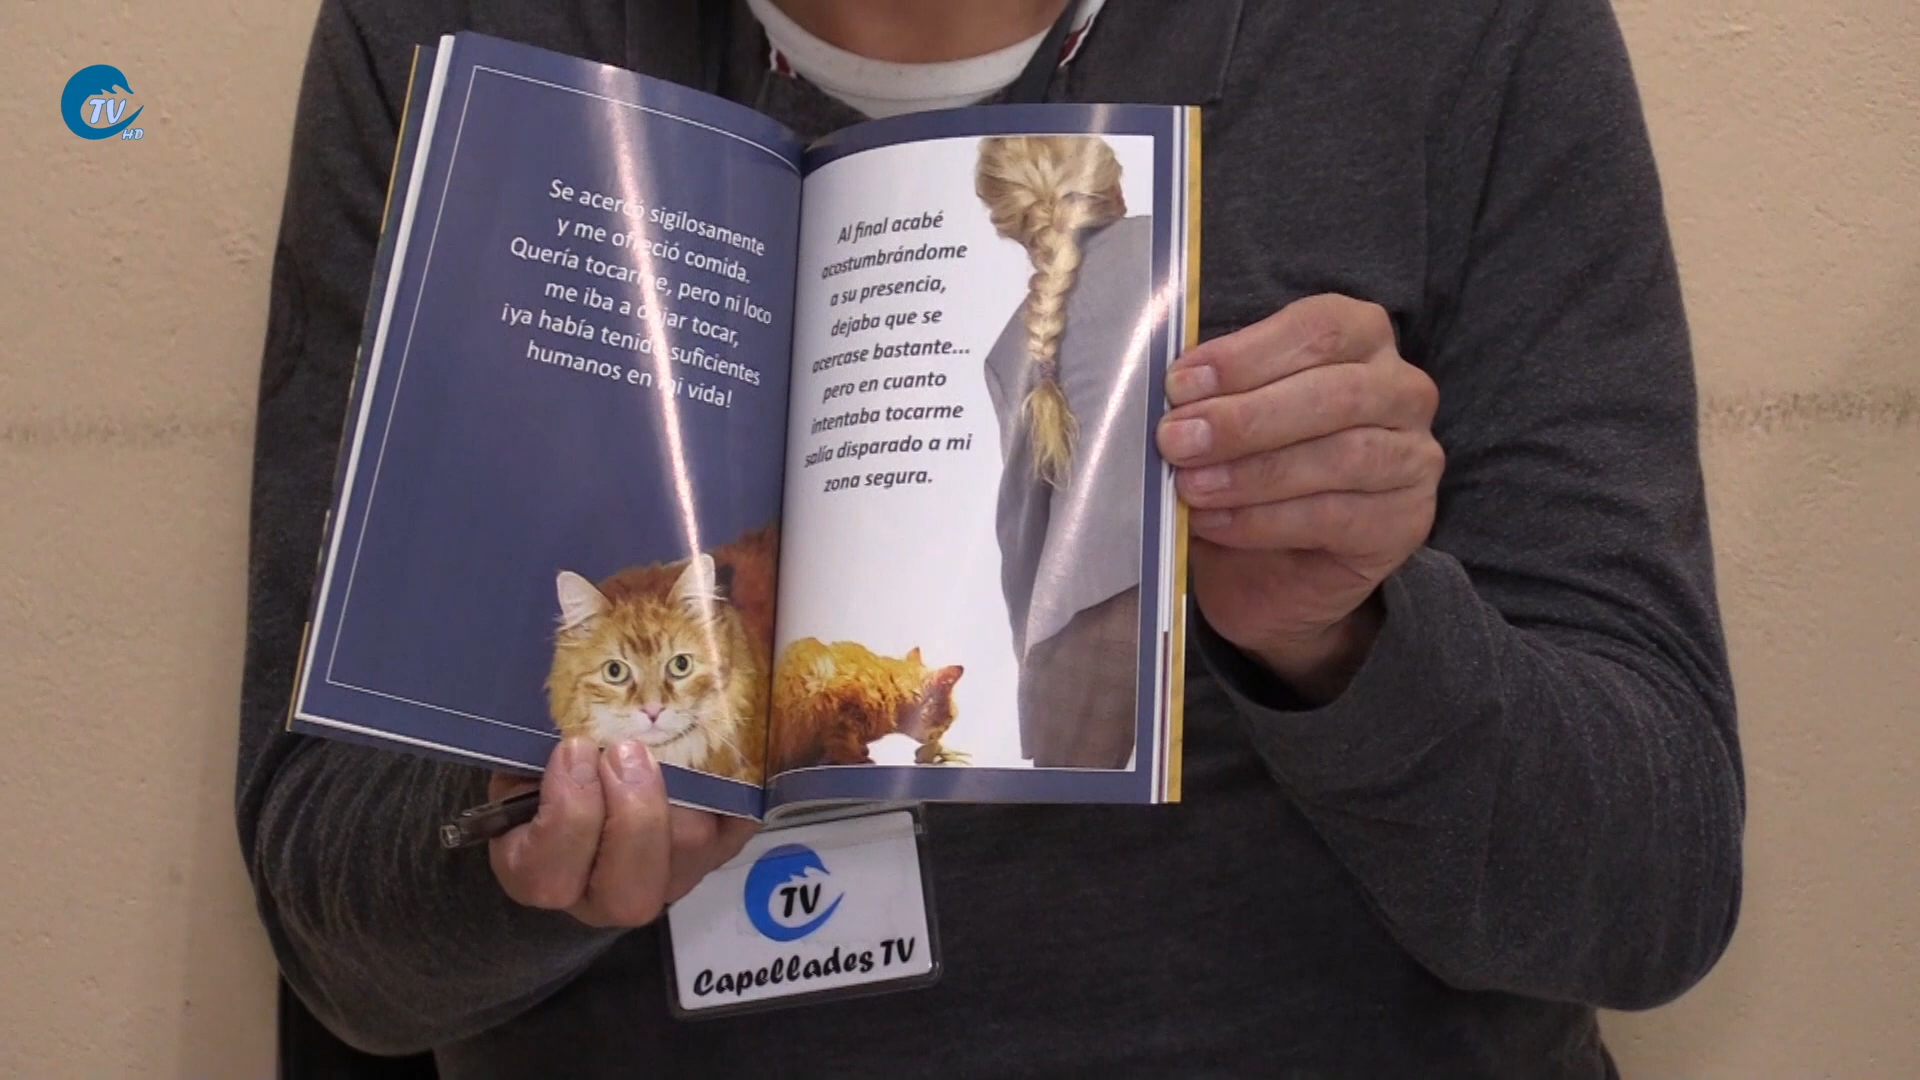 TV
HD
Se acercó sigilosamente
y me ofreció comida.
Quería tocarme, pero ni loco
me iba a dejar tocar,
¡ya había tenido suficientes
humanos en mi vida!
Al final acabé
acostumbrándome
a su presencia,
dejaba que se
acercase bastante...
pero en cuanto
intentaba tocarme
salía disparado a mi
zona segura.
TV
Capellades TV